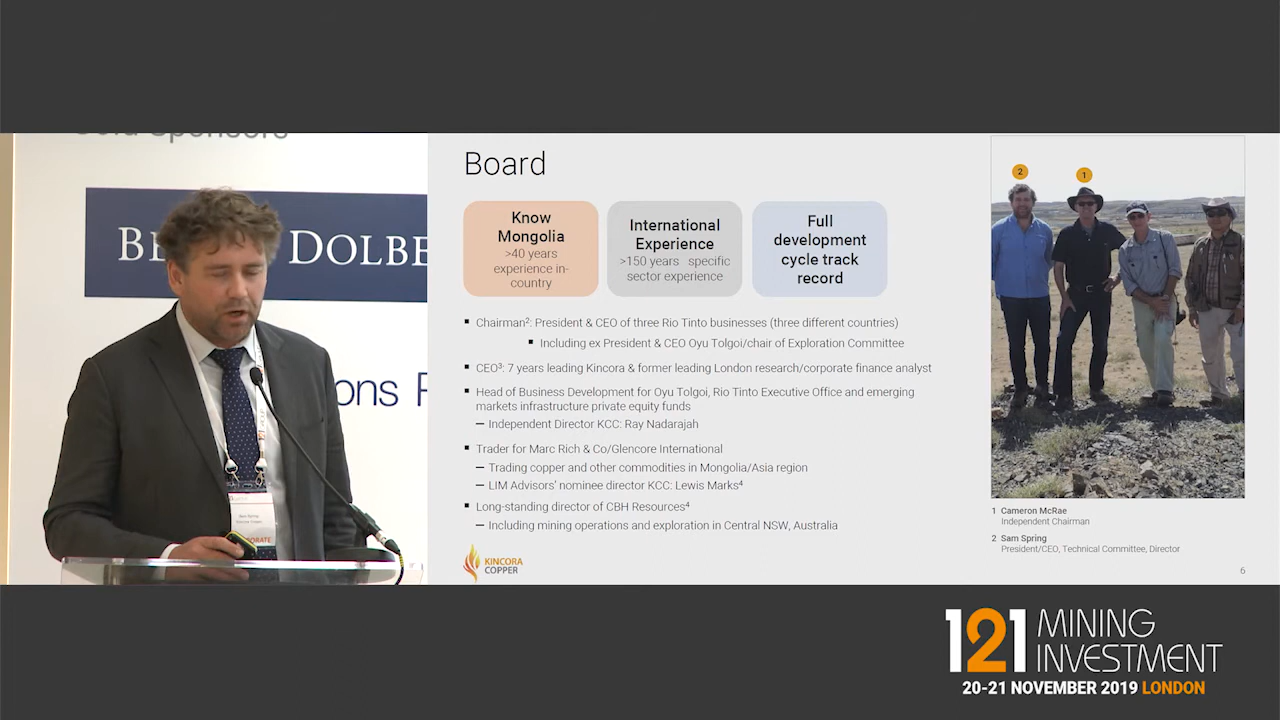 Gold Sponsors
DOLBE
ons
Board
Know
Mongolia
>40 years
experience in-
country
International
Experience
>150 years specific
sector experience
Full
development
cycle track
record
2
1
▪ Chairman²: President & CEO of three Rio Tinto businesses (three different countries)
▪ Including ex President & CEO Oyu Tolgoi/chair of Exploration Committee
▪ CEO³: 7 years leading Kincora & former leading London research/corporate finance analyst
▪ Head of Business Development for Oyu Tolgoi, Rio Tinto Executive Office and emerging
markets infrastructure private equity funds
– Independent Director KCC: Ray Nadarajah
▪ Trader for Marc Rich & Co/Glencore International
– Trading copper and other commodities in Mongolia/Asia region
– LIM Advisors' nominee director KCC: Lewis Marks⁴
▪ Long-standing director of CBH Resources⁴
– Including mining operations and exploration in Central NSW, Australia
1 Cameron McRae
Independent Chairman
2 Sam Spring
President/CEO, Technical Committee, Director
KINCORA
COPPER
6
121 MINING
INVESTMENT
20-21 NOVEMBER 2019 LONDON